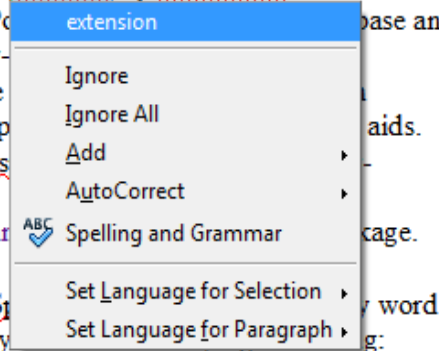 extension
base an
Ignore
Ignore All
aids.
Add
AutoCorrect
ABC Spelling and Grammar
kage.
Set Language for Selection
word
Set Language for Paragraph
g: